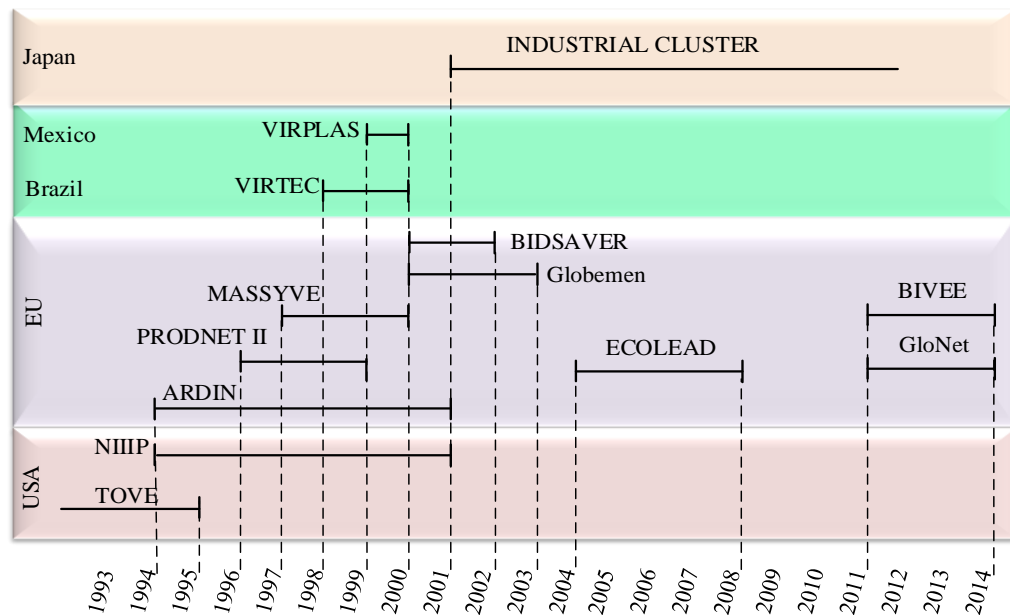 Japan
INDUSTRIAL CLUSTER
Mexico
VIRPLAS
Brazil
VIRTEC
EU
BIDSAVER
Globemen
MASSYVE
BIVEE
PRODNET II
ECOLEAD
GloNet
ARDIN
USA
NIIIP
TOVE
1993 1994 1995 1996 1997 1998 1999 2000 2001 2002 2003 2004 2005 2006 2007 2008 2009 2010 2011 2012 2013 2014